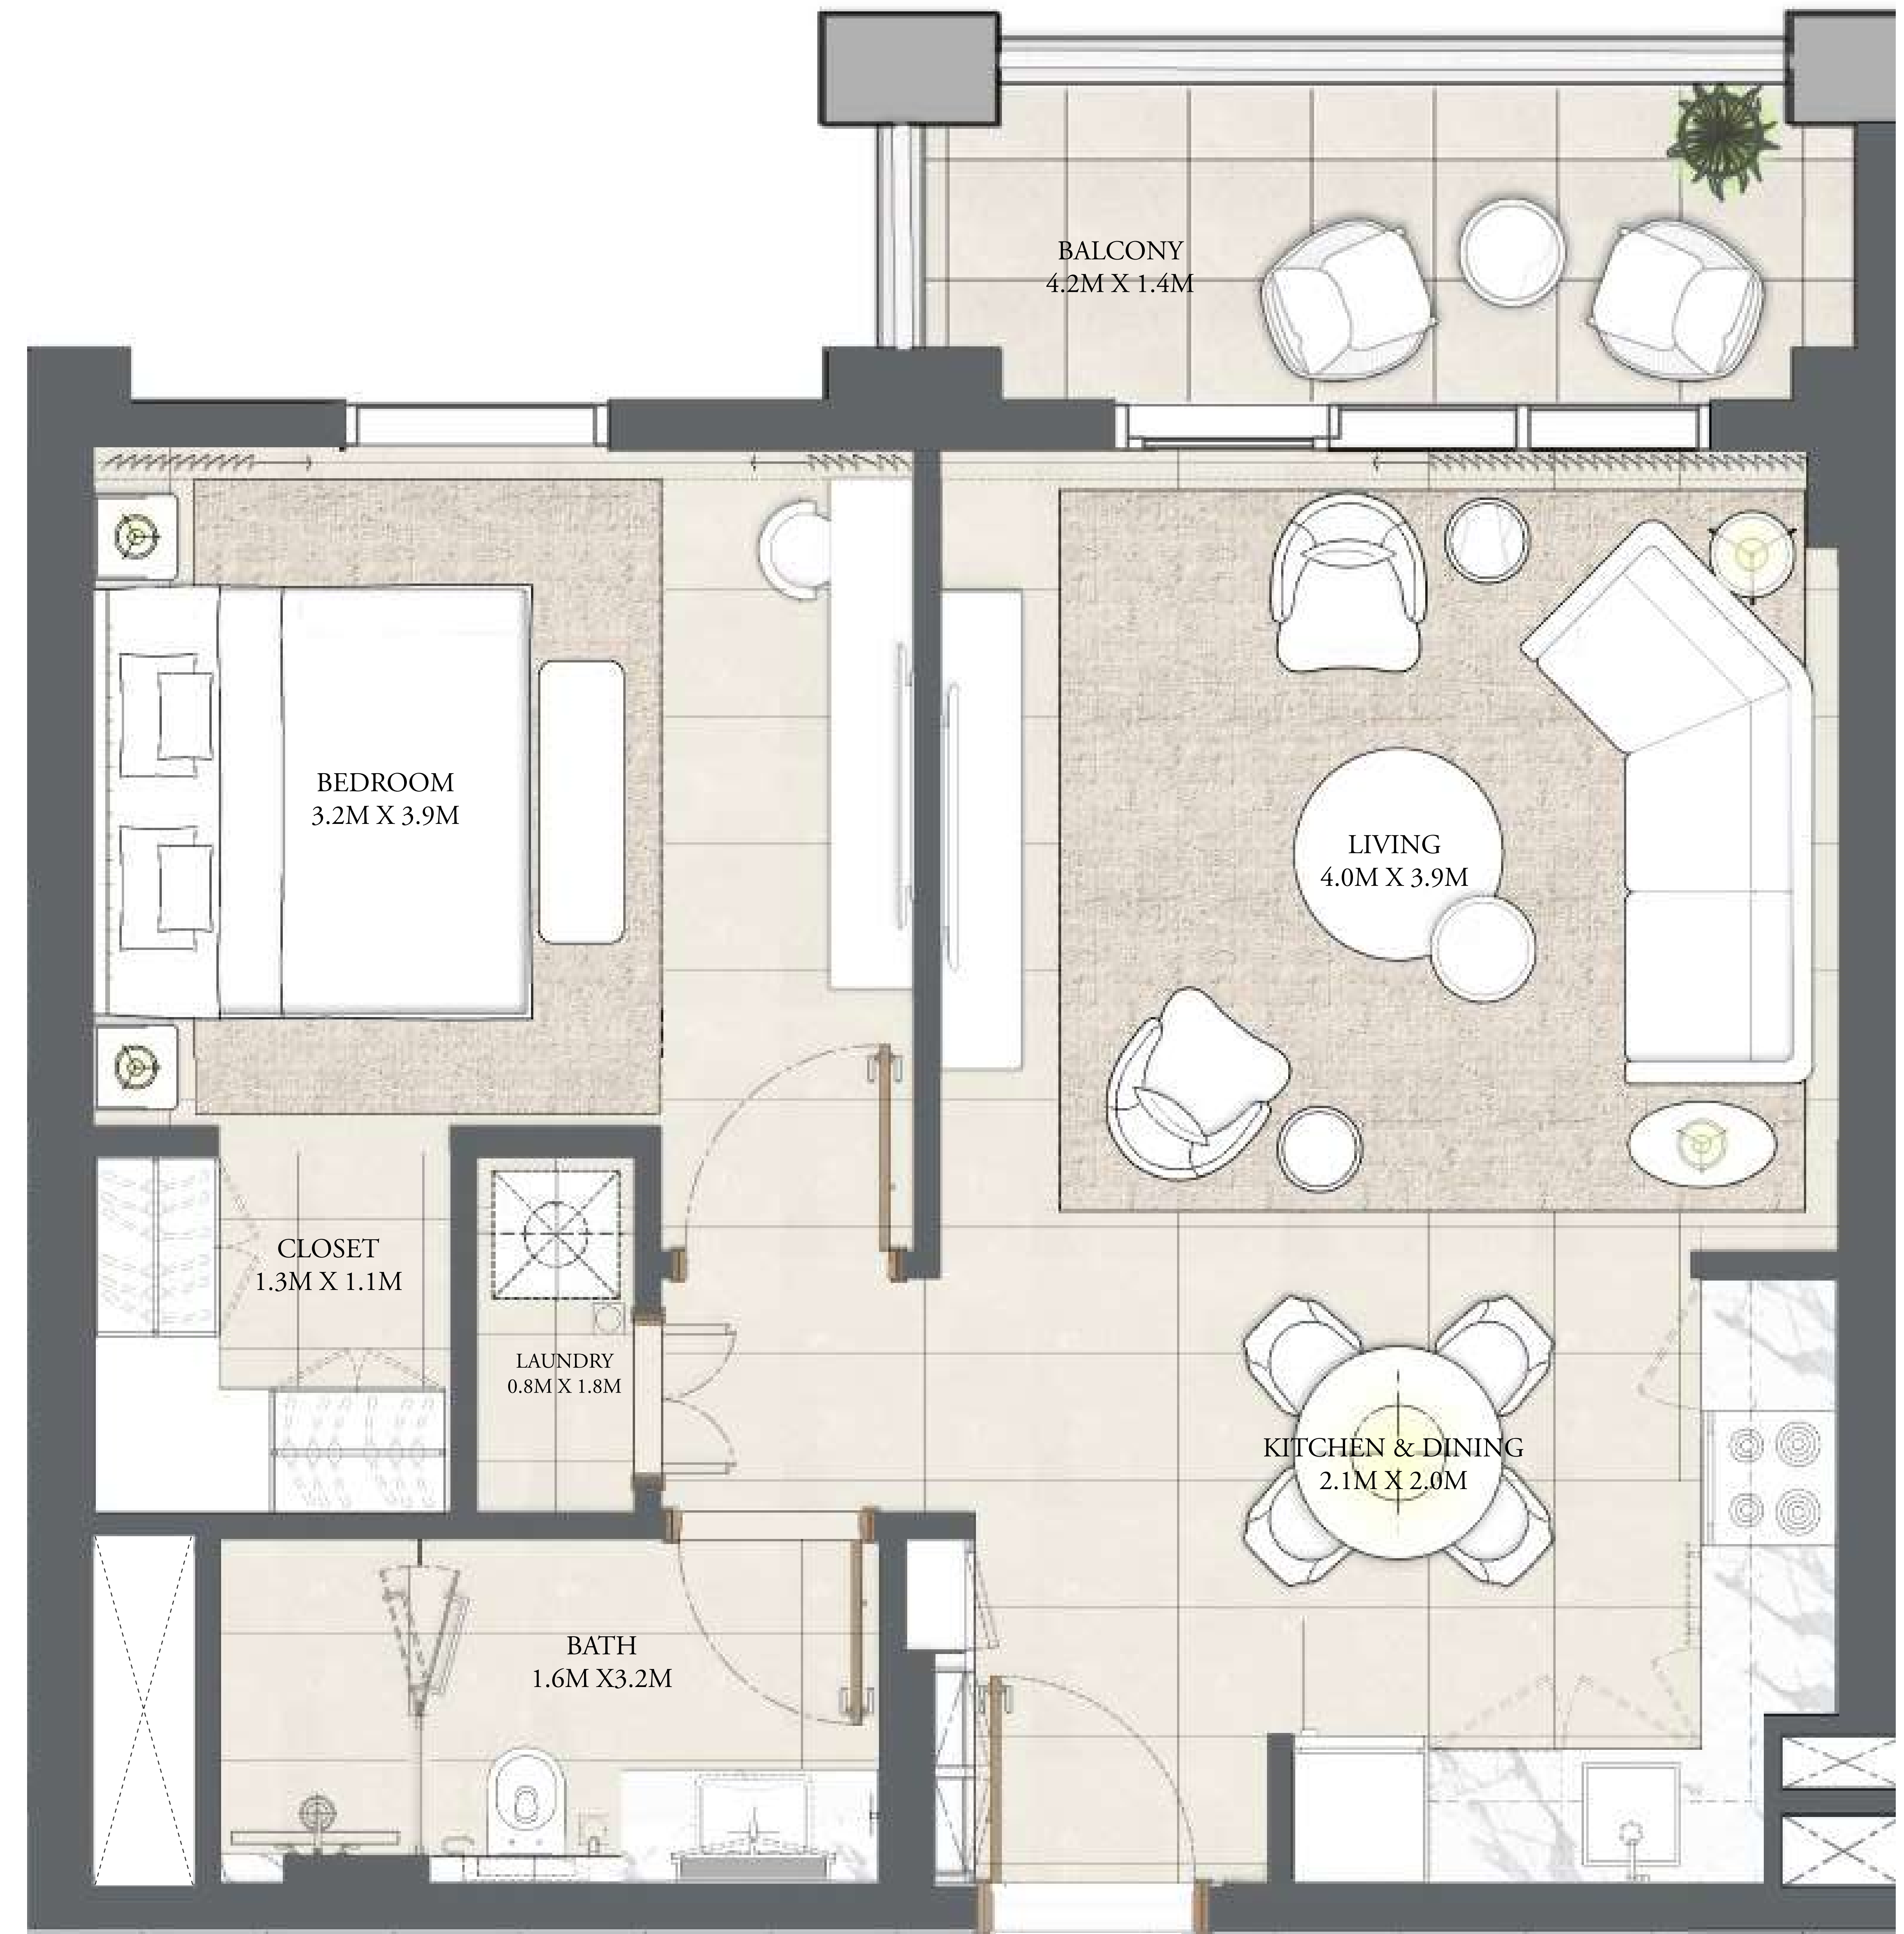 BALCONY
4.2M X 1.4M
BEDROOM
3.2M X 3.9M
LIVING
4.0M X 3.9M
CLOSET
1.3M X 1.1M
LAUNDRY
0.8M X 1.8M
KITCHEN & DINING
2.1M X 2.0M
BATH
1.6M X3.2M